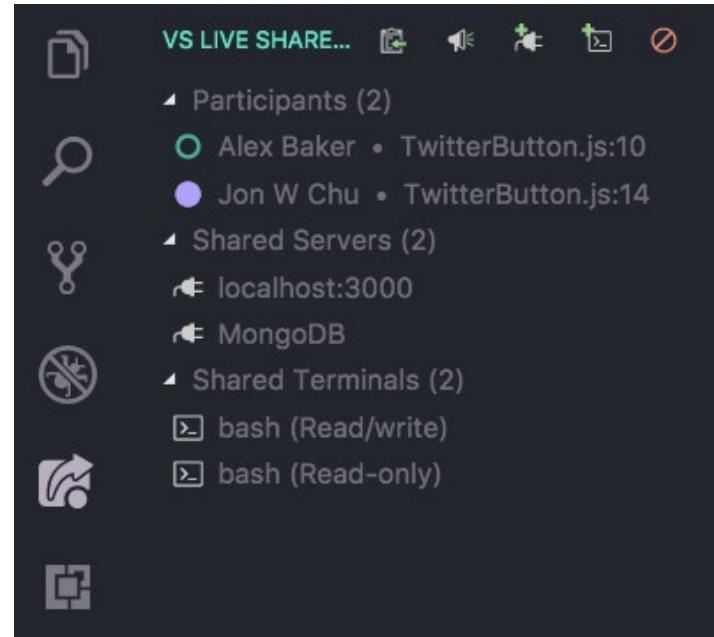 VS LIVE SHARE...
Participants (2)
Alex Baker • TwitterButton.js:10
Jon W Chu • TwitterButton.js:14
Shared Servers (2)
localhost:3000
MongoDB
Shared Terminals (2)
bash (Read/write)
bash (Read-only)